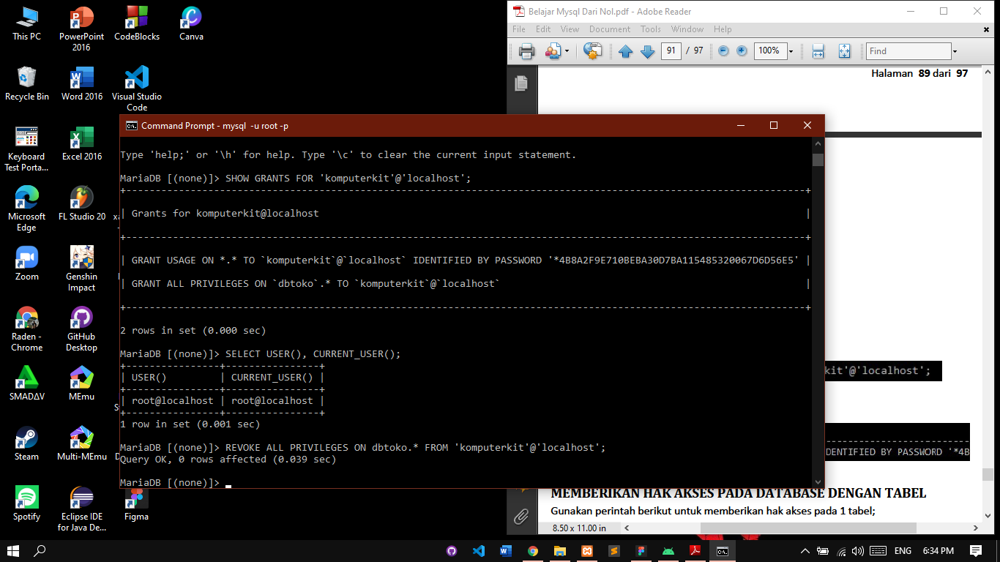 This PC
PowerPoint
2016
CodeBlocks
Canva
Recycle Bin
Word 2016
Visual Studio
Code
Keyboard
Test Porta...
Excel 2016
Microsoft
Edge
FL Studio 20
xa
Zoom
Genshin
Impact
Raden -
Chrome
GitHub
Desktop
SMADΔV
MEmu
S
Steam
Multi-MEmu
D
Spotify
Eclipse IDE
for Java De...
Figma
Belajar Mysql Dari Nol.pdf - Adobe Reader
File Edit View Document Tools Window Help
91 / 97 100% Find
Halaman 89 dari 97
Command Prompt - mysql -u root -p
Type 'help;' or '\h' for help. Type '\c' to clear the current input statement.
MariaDB [(none)]> SHOW GRANTS FOR 'komputerkit'@'localhost';
+---------------------------------------------------------------------------------------------------------------------+
| Grants for komputerkit@localhost |
+---------------------------------------------------------------------------------------------------------------------+
| GRANT USAGE ON *.* TO `komputerkit`@`localhost` IDENTIFIED BY PASSWORD '*4B8A2F9E710BEBA30D7BA115485320067D6D56E5' |
| GRANT ALL PRIVILEGES ON `dbtoko`.* TO `komputerkit`@`localhost` |
+---------------------------------------------------------------------------------------------------------------------+
2 rows in set (0.000 sec)
MariaDB [(none)]> SELECT USER(), CURRENT_USER();
+----------------+----------------+
| USER() | CURRENT_USER() |
+----------------+----------------+
| root@localhost | root@localhost |
+----------------+----------------+
1 row in set (0.001 sec)
MariaDB [(none)]> REVOKE ALL PRIVILEGES ON dbtoko.* FROM 'komputerkit'@'localhost';
Query OK, 0 rows affected (0.039 sec)
MariaDB [(none)]>
kit'@'localhost';
-------------------------
DENTIFIED BY PASSWORD '*4B
MEMBERIKAN HAK AKSES PADA DATABASE DENGAN TABEL
Gunakan perintah berikut untuk memberikan hak akses pada 1 tabel;
8.50 x 11.00 in
ENG 6:34 PM